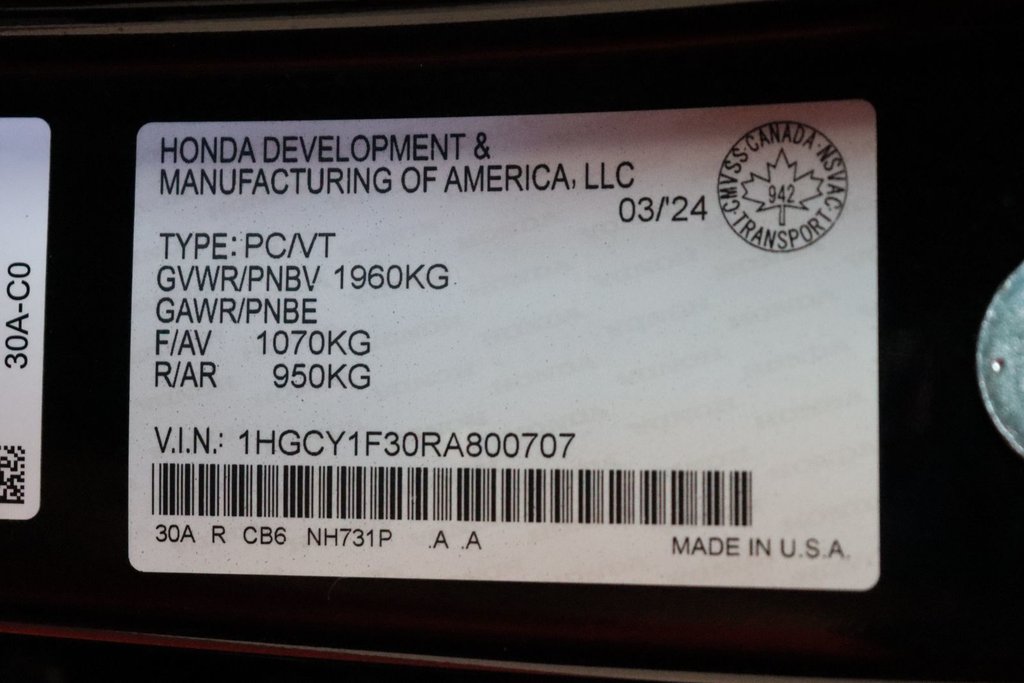 30A-C0
HONDA DEVELOPMENT &
MANUFACTURING OF AMERICA, LLC
03/'24
CMVSS·CANADA·NSVAC·TRANSPORT
942
TYPE: PC/VT
GVWR/PNBV 1960KG
GAWR/PNBE
F/AV 1070KG
R/AR 950KG
V.I.N.: 1HGCY1F30RA800707
30A R CB6 NH731P .A .A
MADE IN U.S.A.